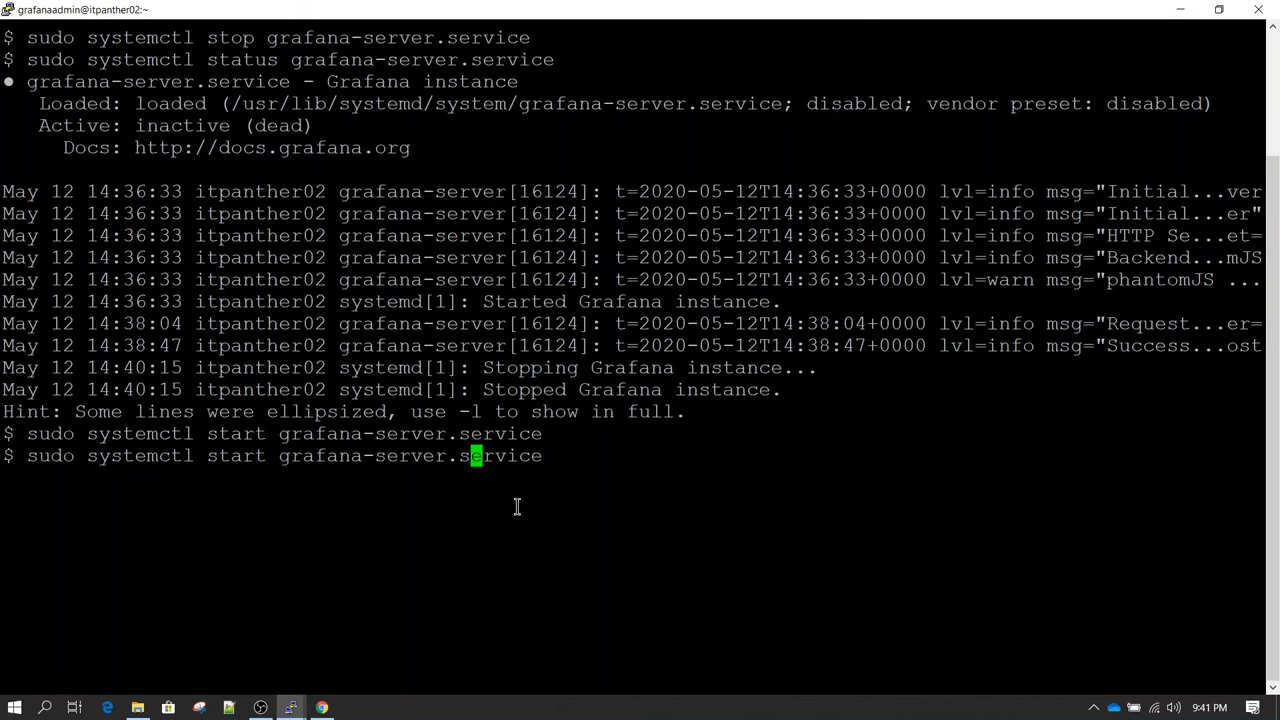 grafanaadmin@itpanther02:~
$ sudo systemctl stop grafana-server.service
$ sudo systemctl status grafana-server.service
● grafana-server.service - Grafana instance
Loaded: loaded (/usr/lib/systemd/system/grafana-server.service; disabled; vendor preset: disabled)
Active: inactive (dead)
Docs: http://docs.grafana.org
May 12 14:36:33 itpanther02 grafana-server[16124]: t=2020-05-12T14:36:33+0000 lvl=info msg="Initial...ver
May 12 14:36:33 itpanther02 grafana-server[16124]: t=2020-05-12T14:36:33+0000 lvl=info msg="Initial...er"
May 12 14:36:33 itpanther02 grafana-server[16124]: t=2020-05-12T14:36:33+0000 lvl=info msg="HTTP Se...et=
May 12 14:36:33 itpanther02 grafana-server[16124]: t=2020-05-12T14:36:33+0000 lvl=info msg="Backend...mJS
May 12 14:36:33 itpanther02 grafana-server[16124]: t=2020-05-12T14:36:33+0000 lvl=warn msg="phantomJS ...
May 12 14:36:33 itpanther02 systemd[1]: Started Grafana instance.
May 12 14:38:04 itpanther02 grafana-server[16124]: t=2020-05-12T14:38:04+0000 lvl=info msg="Request...er=
May 12 14:38:47 itpanther02 grafana-server[16124]: t=2020-05-12T14:38:47+0000 lvl=info msg="Success...ost
May 12 14:40:15 itpanther02 systemd[1]: Stopping Grafana instance...
May 12 14:40:15 itpanther02 systemd[1]: Stopped Grafana instance.
Hint: Some lines were ellipsized, use -l to show in full.
$ sudo systemctl start grafana-server.service
$ sudo systemctl start grafana-server.service
9:41 PM